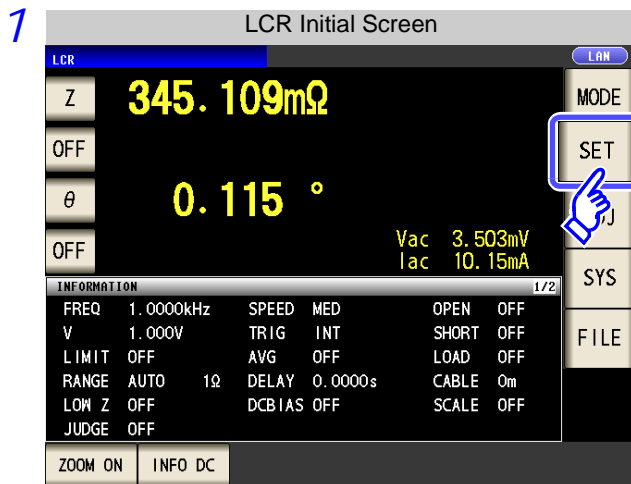 1
LCR Initial Screen
LCR
LAN
Z 345.109mΩ
MODE
OFF
SET
θ 0.115 °
OFF
Vac 3.503mV
Iac 10.15mA
SYS
INFORMATION 1/2
FREQ 1.0000kHz SPEED MED OPEN OFF
V 1.000V TRIG INT SHORT OFF
FILE
LIMIT OFF AVG OFF LOAD OFF
RANGE AUTO 1Ω DELAY 0.0000s CABLE 0m
LOW Z OFF DCBIAS OFF SCALE OFF
JUDGE OFF
ZOOM ON INFO DC